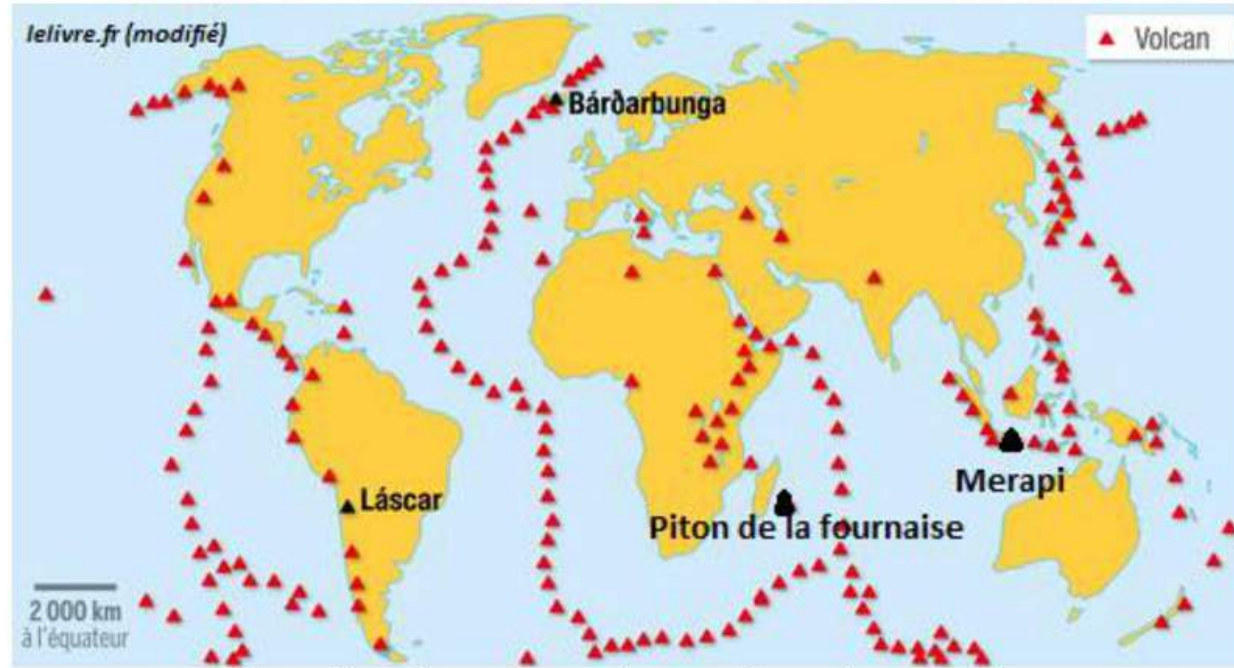 lelivre.fr (modifié)
Volcan
Bárðarbunga
Merapi
Láscar
Piton de la fournaise
2 000 km
à l'équateur